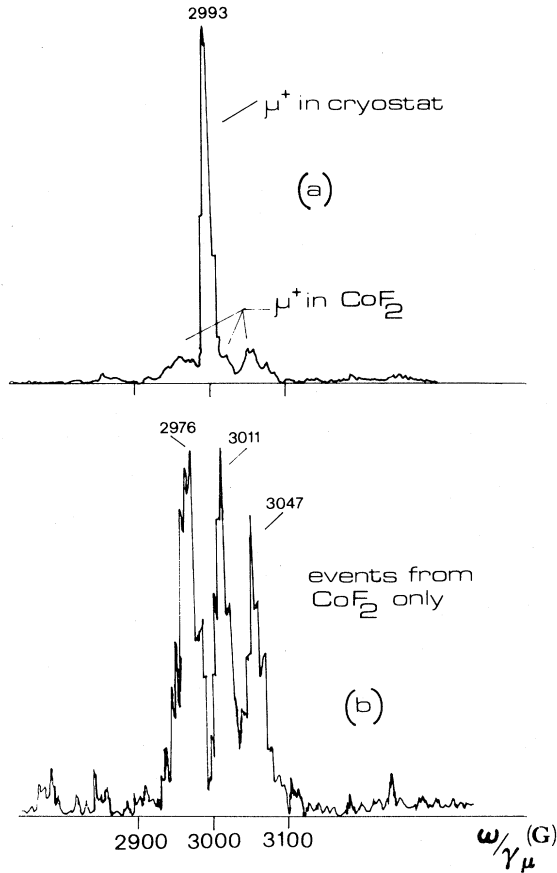 2993
μ⁺ in cryostat
(a)
μ⁺ in CoF₂
2976
3011
3047
events from
CoF₂ only
(b)
2900 3000 3100 ω/γμ (G)